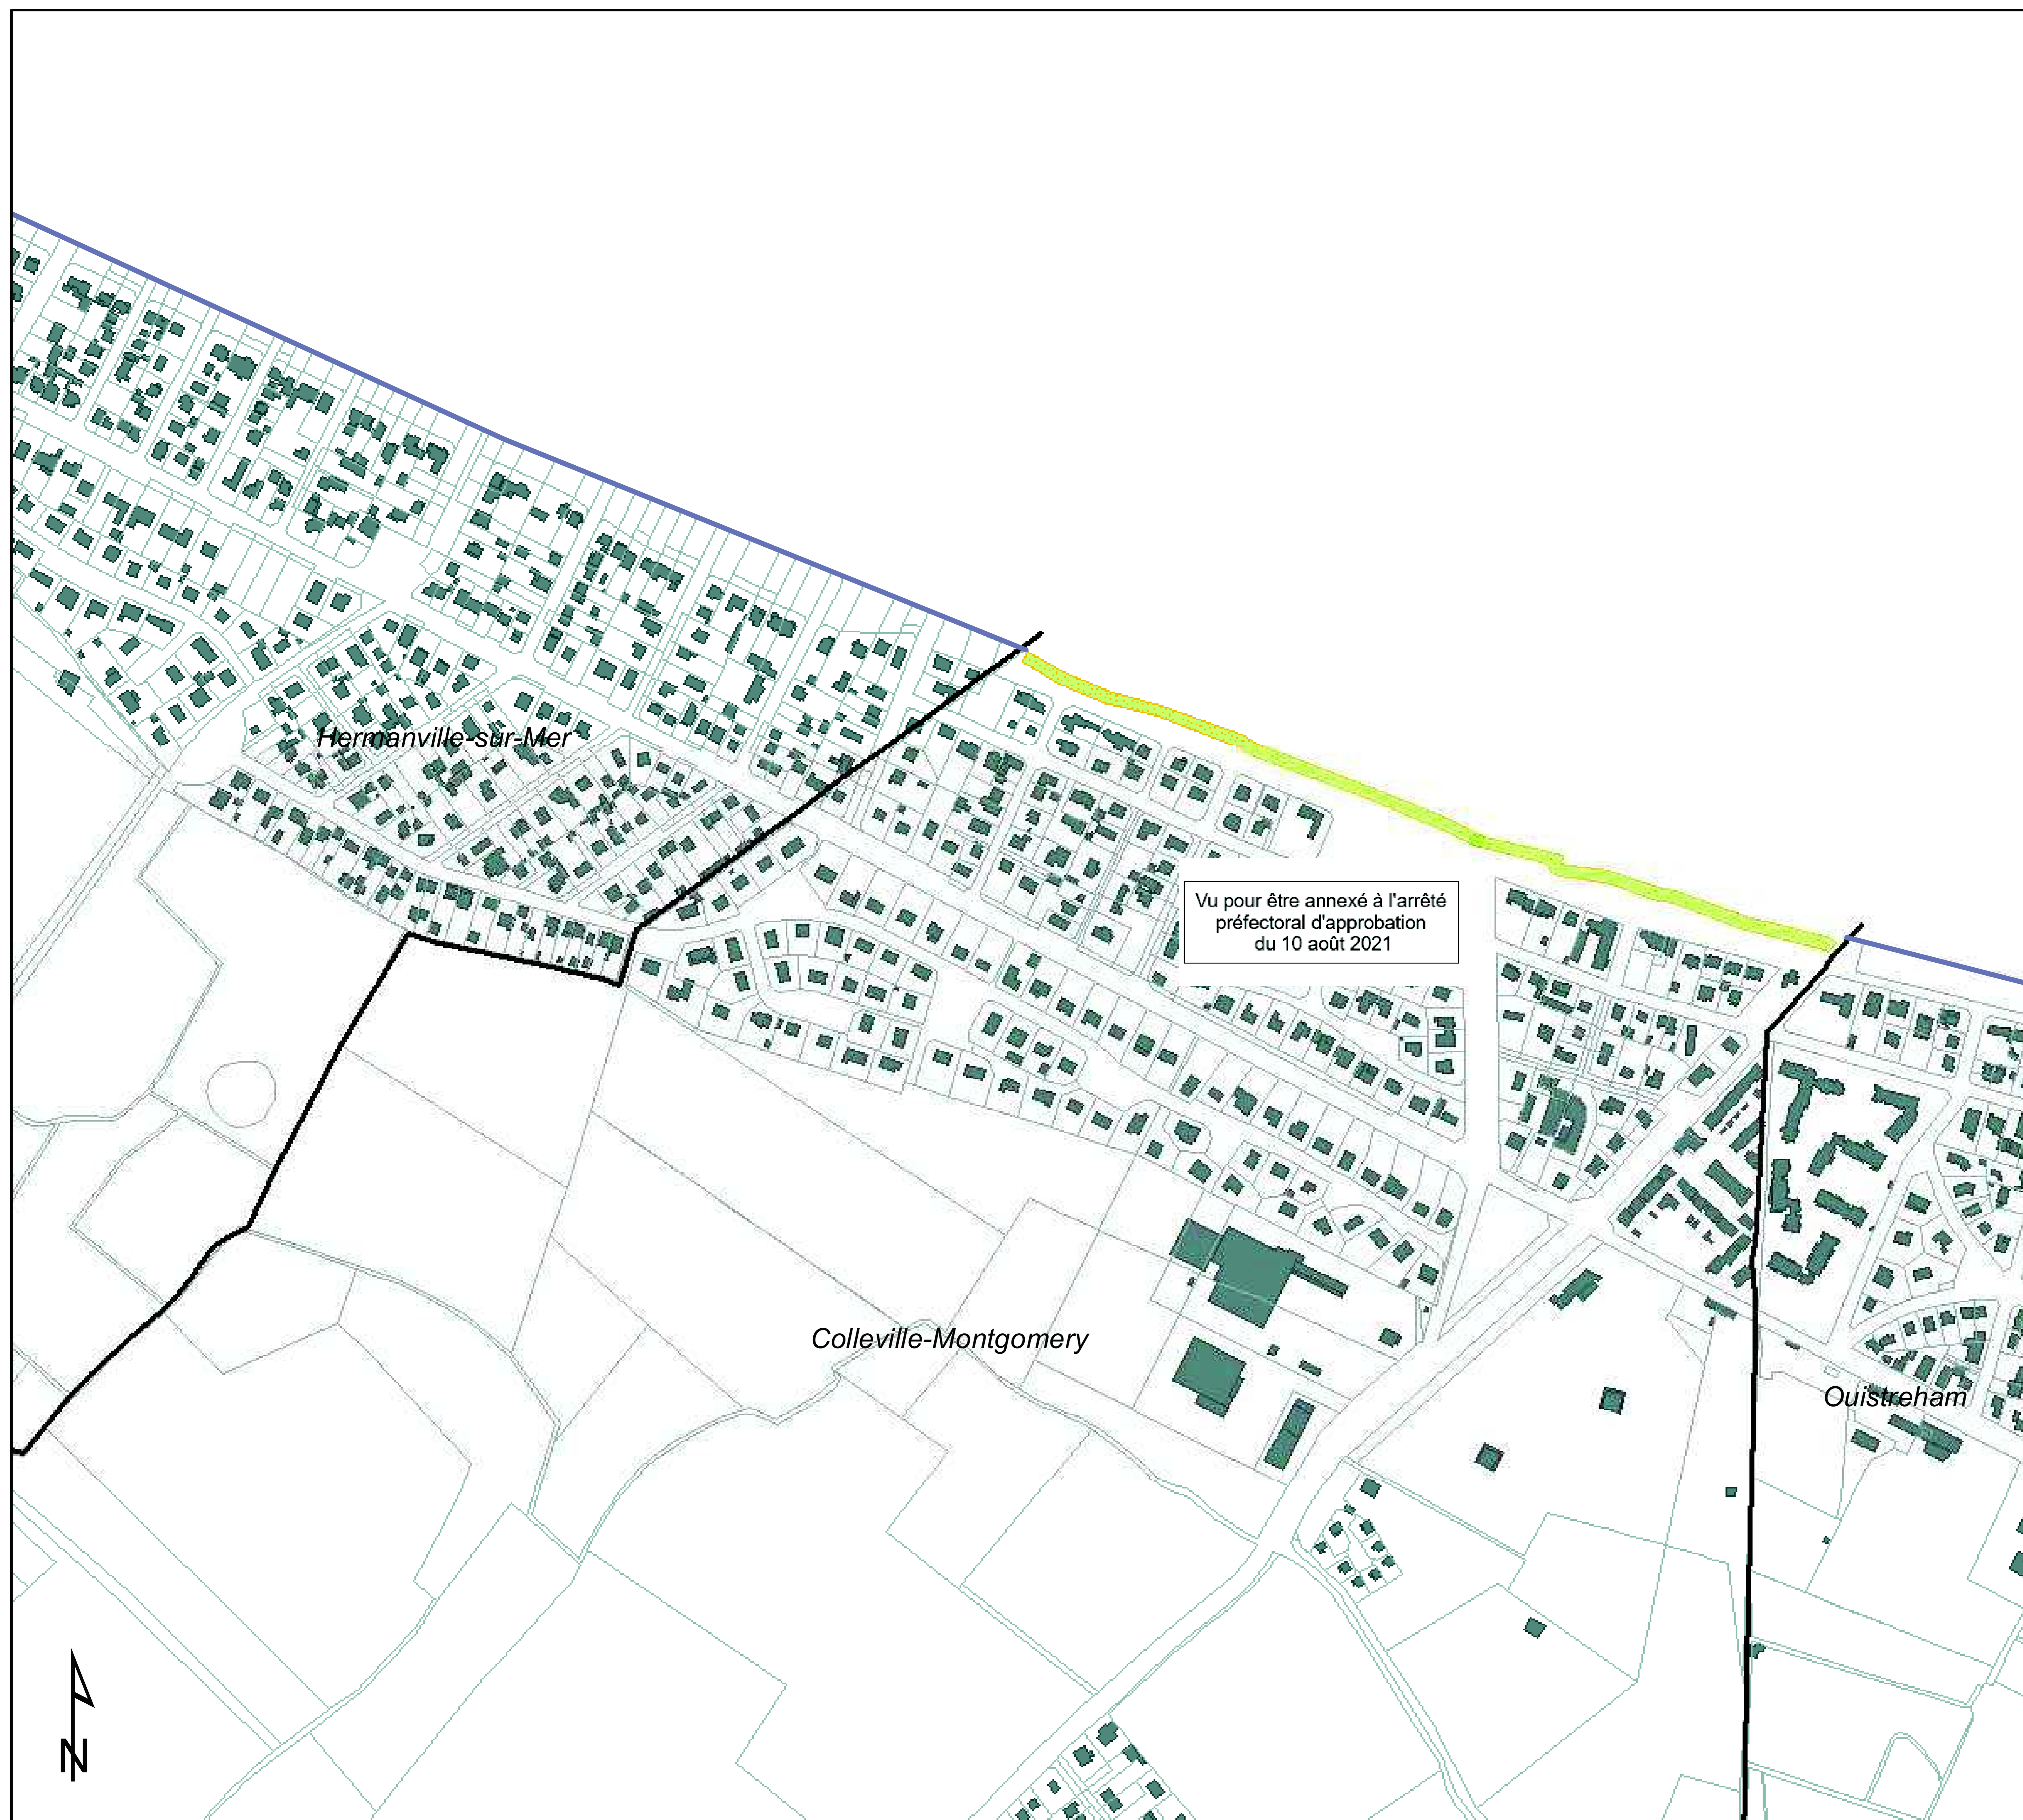 Hermanville-sur-Mer
Vu pour être annexé à l'arrêté
préfectoral d'approbation
du 10 août 2021
Colleville-Montgomery
Ouistreham
N